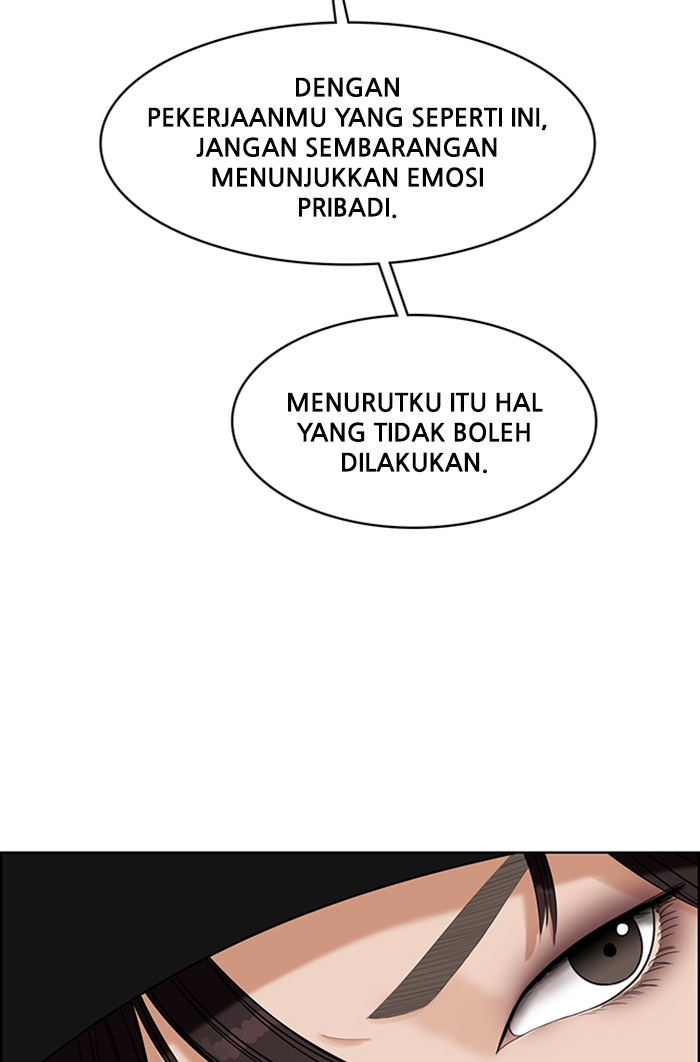 DENGAN
PEKERJAANMU YANG SEPERTI INI,
JANGAN SEMBARANGAN
MENUNJUKKAN EMOSI
PRIBADI.
MENURUTKU ITU HAL
YANG TIDAK BOLEH
DILAKUKAN.